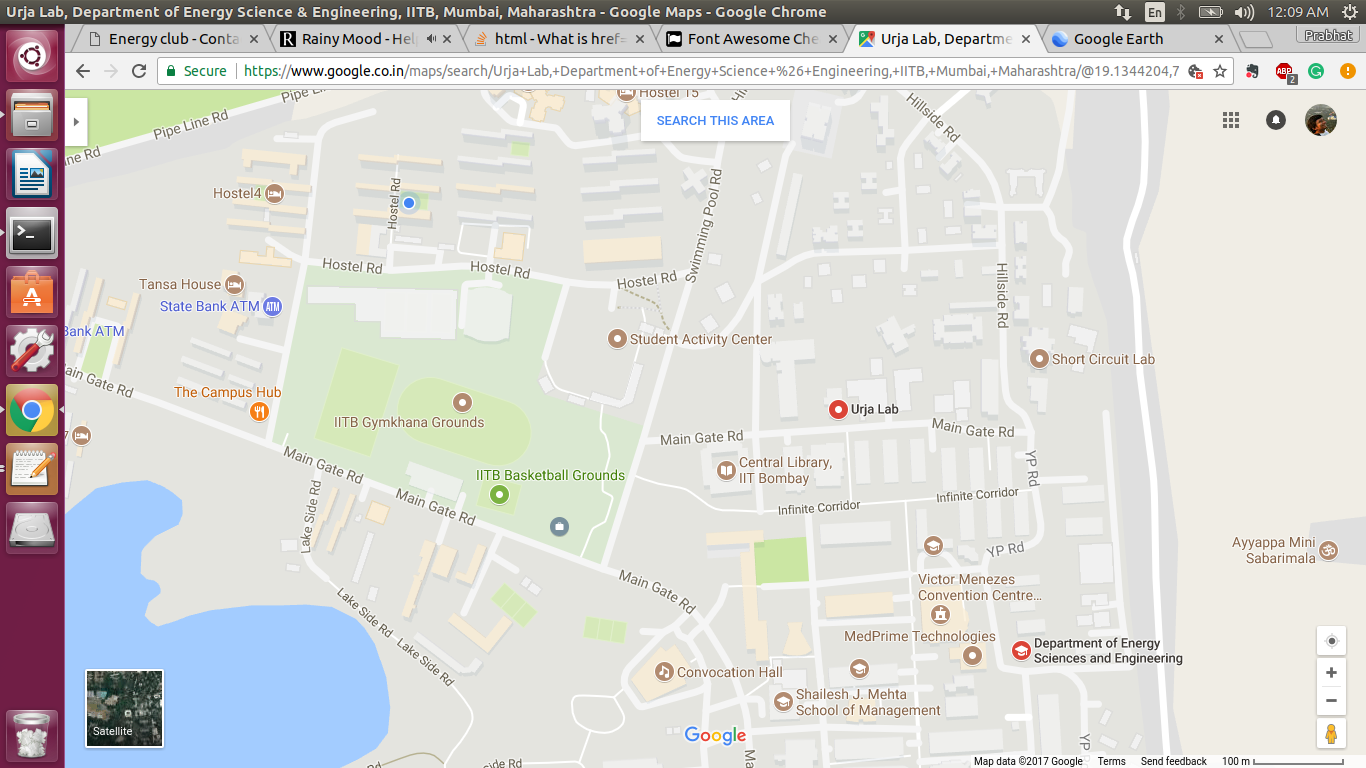 Urja Lab, Department of Energy Science & Engineering, IITB, Mumbai, Maharashtra - Google Maps - Google Chrome
En
12:09 AM
Energy club - Conta
Rainy Mood - Hel
html - What is href=
Font Awesome Che
Urja Lab, Departme
Google Earth
Prabhat
Secure
https://www.google.co.in/maps/search/Urja+Lab,+Department+of+Energy+Science+%26+Engineering,+IITB,+Mumbai,+Maharashtra/@19.1344204,7
ABP
2
SEARCH THIS AREA
Pipe Line Rd
Pipe Li
ne Rd
Hostel 15
Hillside Rd
Hostel4
Hostel Rd
Swimming Pool Rd
Hostel Rd
Hostel Rd
Hostel Rd
Hillside Rd
Tansa House
State Bank ATM
ATM
Bank ATM
Student Activity Center
Short Circuit Lab
ain Gate Rd
The Campus Hub
IITB Gymkhana Grounds
Urja Lab
Main Gate Rd
Main Gate Rd
7
Main Gate Rd
IITB Basketball Grounds
Central Library,
IIT Bombay
YP Rd
Main Gate Rd
Infinite Corridor
Infinite Corridor
Lake Side Rd
YP Rd
Ayyappa Mini
Sabarimala
Main Gate Rd
Victor Menezes
Convention Centre...
Lake Side Rd
MedPrime Technologies
Lake Side Rd
Department of Energy
Sciences and Engineering
Convocation Hall
Shailesh J. Mehta
School of Management
Satellite
Google
YP
Ma
Map data ©2017 Google
Terms
Send feedback
100 m